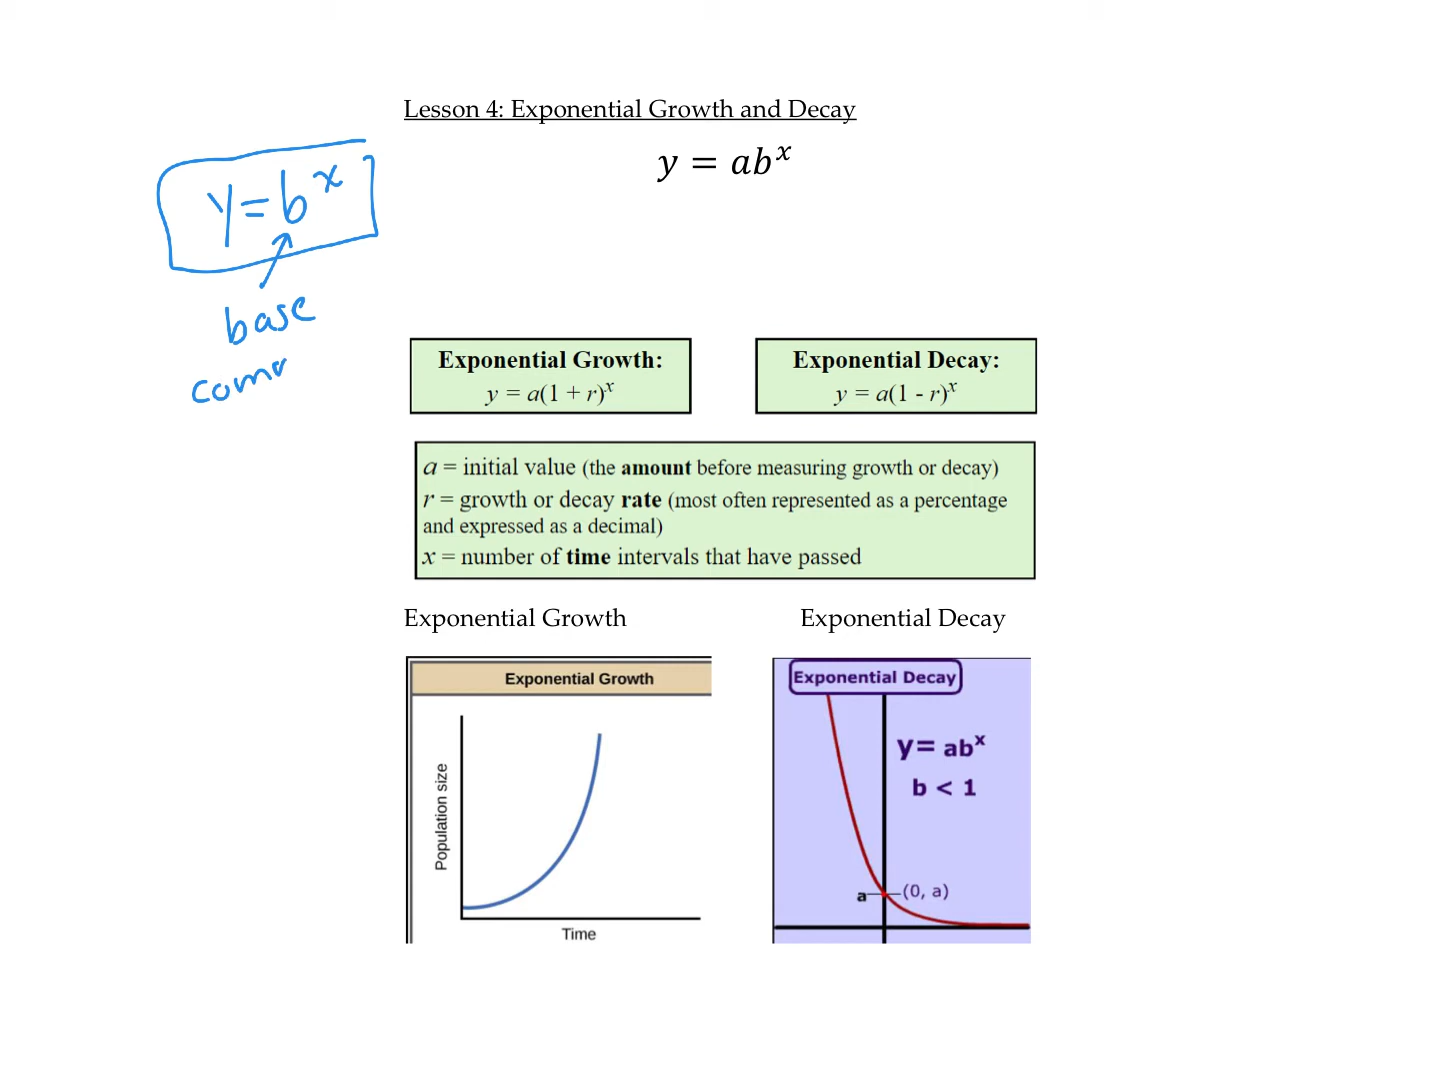 Lesson 4: Exponential Growth and Decay
y = ab^x
y = b^x
base
com
Exponential Growth:
y = a(1 + r)^x
Exponential Decay:
y = a(1 - r)^x
a = initial value (the amount before measuring growth or decay)
r = growth or decay rate (most often represented as a percentage
and expressed as a decimal)
x = number of time intervals that have passed
Exponential Growth
Exponential Decay
Exponential Growth
Population size
Time
Exponential Decay
y= ab^x
b < 1
a
(0, a)